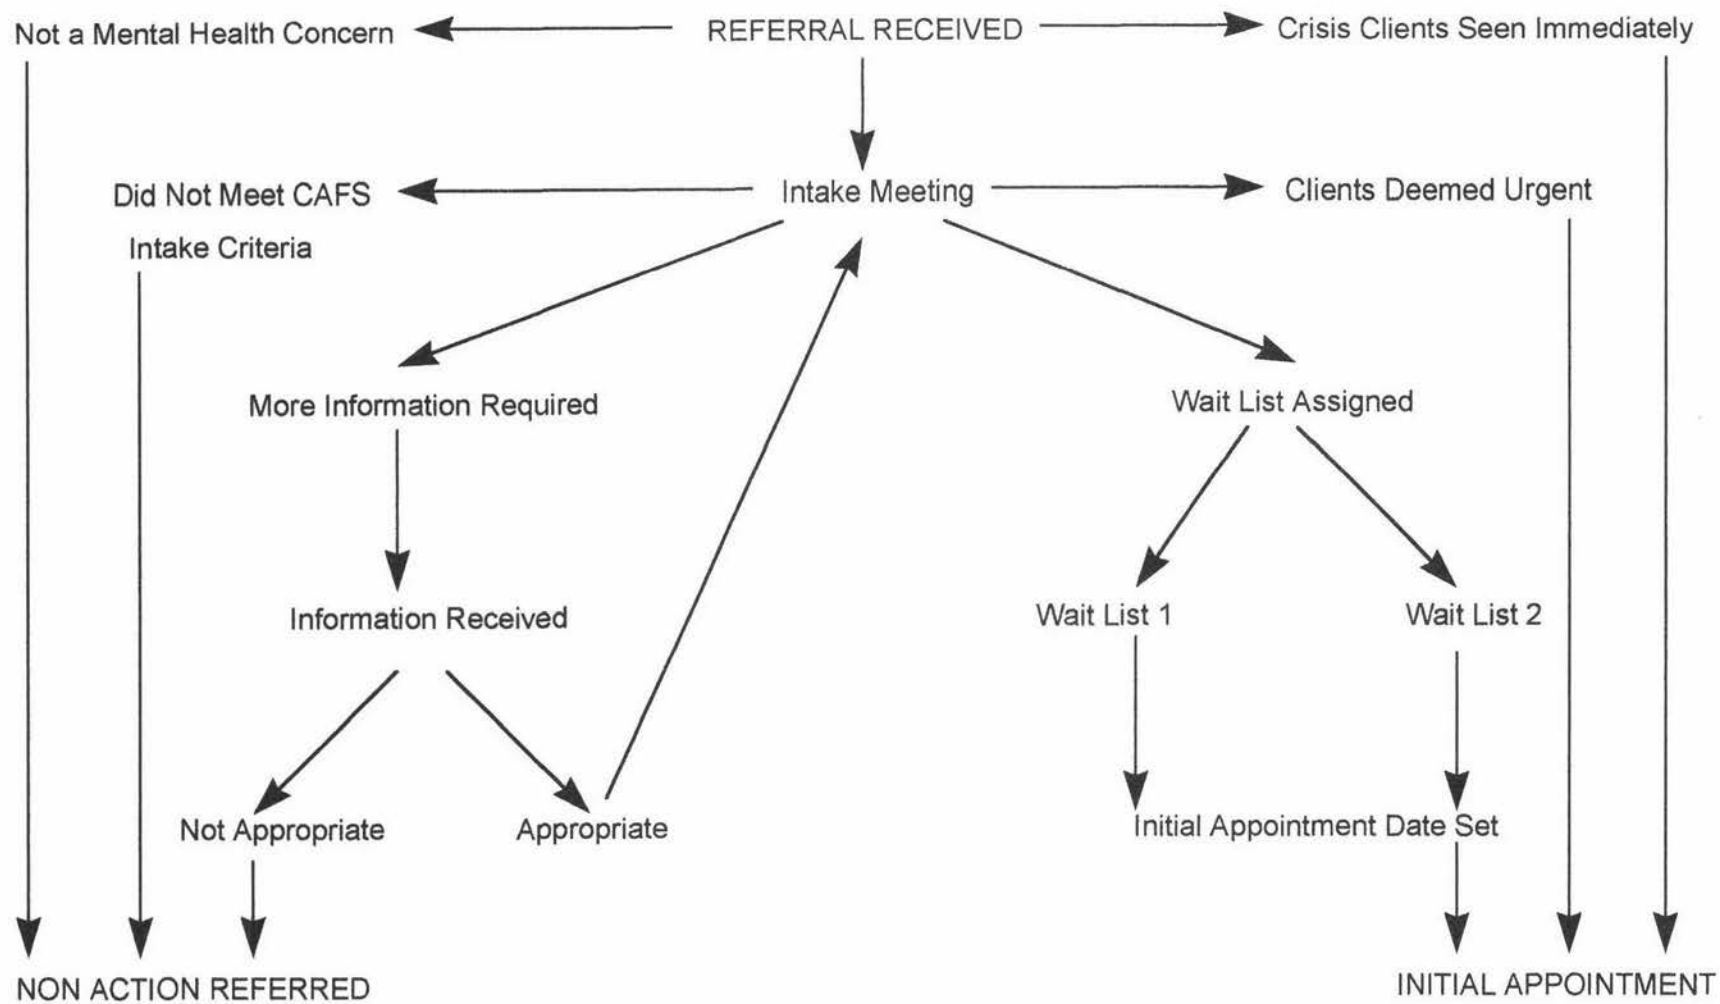 Not a Mental Health Concern
REFERRAL RECEIVED
Crisis Clients Seen Immediately
Did Not Meet CAFS
Intake Criteria
Intake Meeting
Clients Deemed Urgent
More Information Required
Wait List Assigned
Information Received
Wait List 1
Wait List 2
Not Appropriate
Appropriate
Initial Appointment Date Set
NON ACTION REFERRED
INITIAL APPOINTMENT